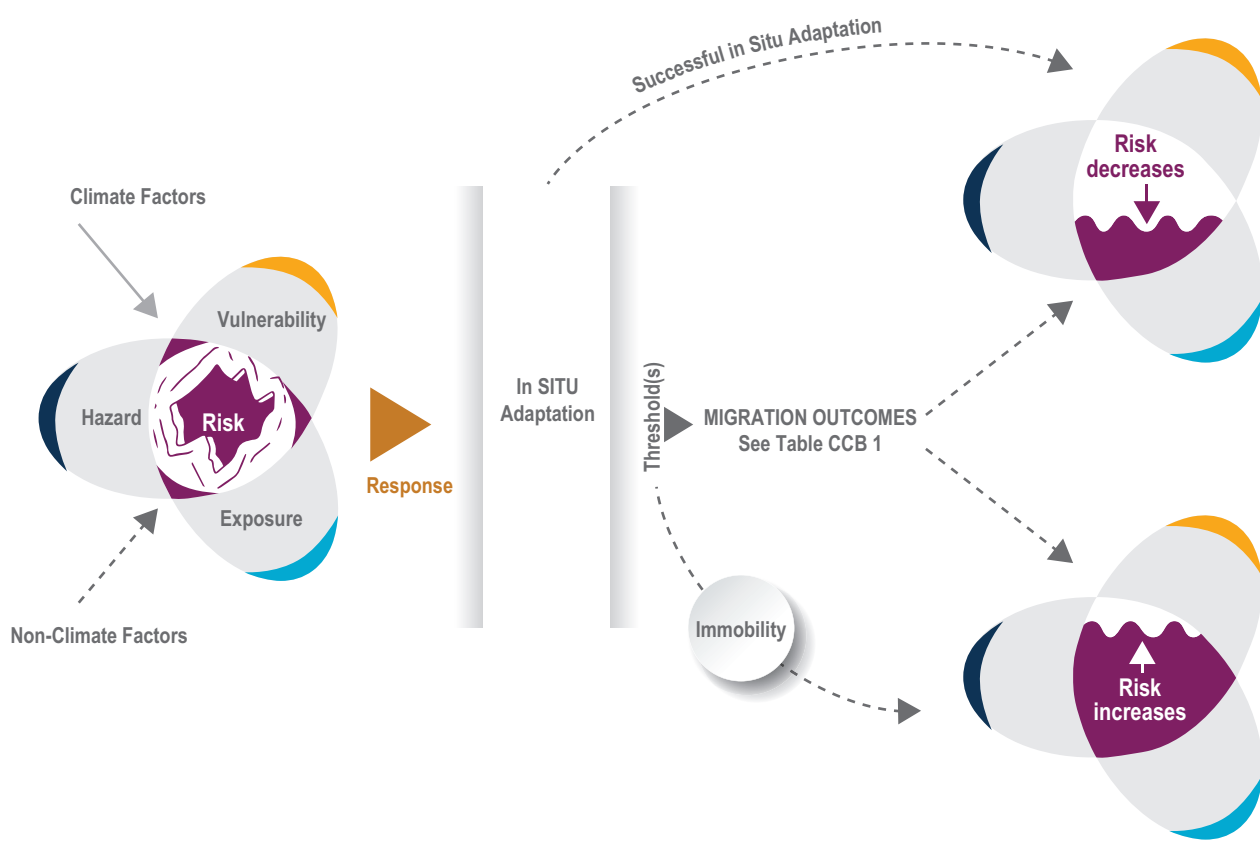 Climate Factors
Vulnerability
Hazard
Risk
Exposure
Non-Climate Factors
Response
In SITU
Adaptation
Successful in Situ Adaptation
Threshold(s)
MIGRATION OUTCOMES
See Table CCB 1
Immobility
Risk
decreases
Risk
increases